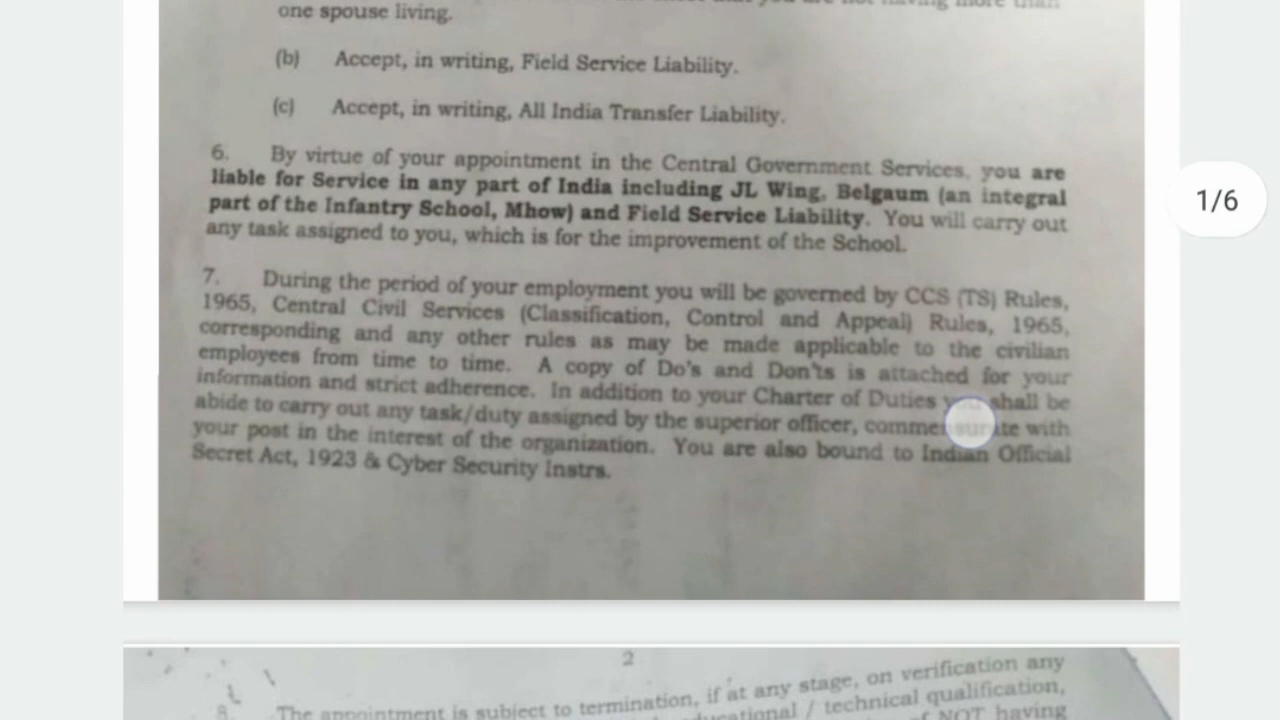 having more than
one spouse living.
(b) Accept, in writing, Field Service Liability.
(c) Accept, in writing, All India Transfer Liability.
6. By virtue of your appointment in the Central Government Services, you are
liable for Service in any part of India including JL Wing, Belgaum (an integral
part of the Infantry School, Mhow) and Field Service Liability. You will carry out
any task assigned to you, which is for the improvement of the School.
7. During the period of your employment you will be governed by CCS (TS) Rules,
1965, Central Civil Services (Classification, Control and Appeal) Rules, 1965,
corresponding and any other rules as may be made applicable to the civilian
employees from time to time. A copy of Do's and Don'ts is attached for your
information and strict adherence. In addition to your Charter of Duties you shall be
abide to carry out any task/duty assigned by the superior officer, commensurate with
your post in the interest of the organization. You are also bound to Indian Official
Secret Act, 1923 & Cyber Security Instrs.
1/6
2
The appointment is subject to termination, if at any stage, on verification any
/ technical qualification,
NOT having